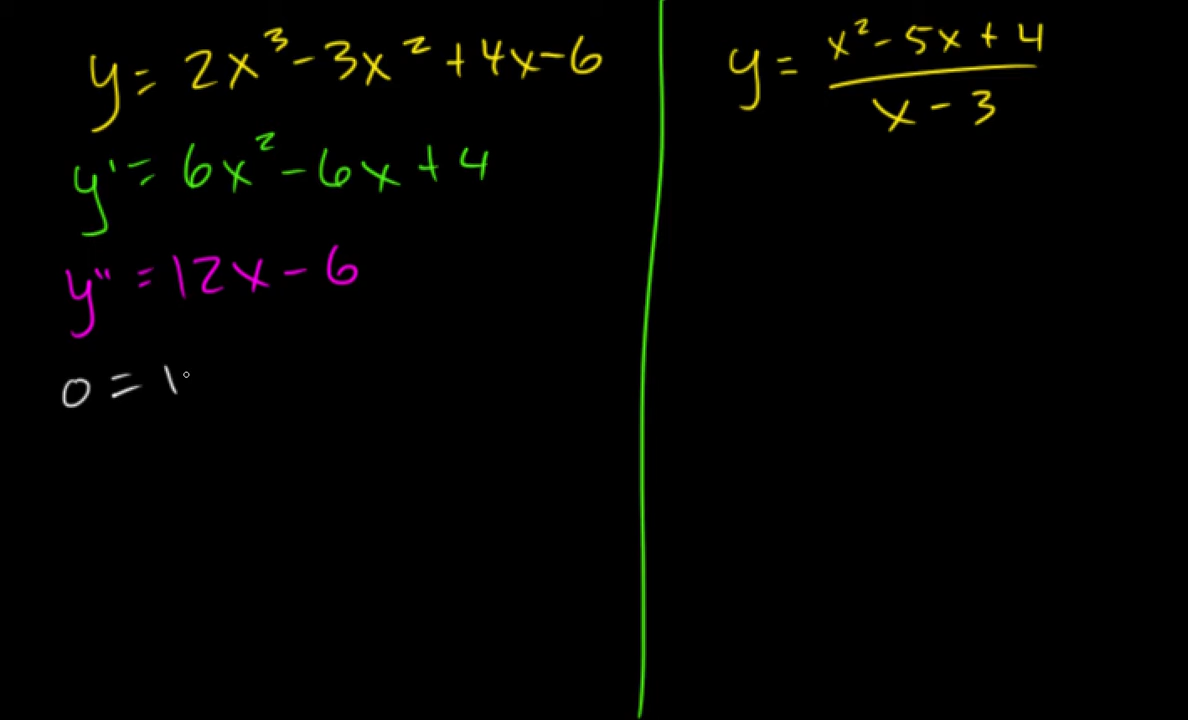 y = 2x³ - 3x² + 4x - 6
y' = 6x² - 6x + 4
y'' = 12x - 6
0 = 1
y = (x² - 5x + 4)/(x - 3)